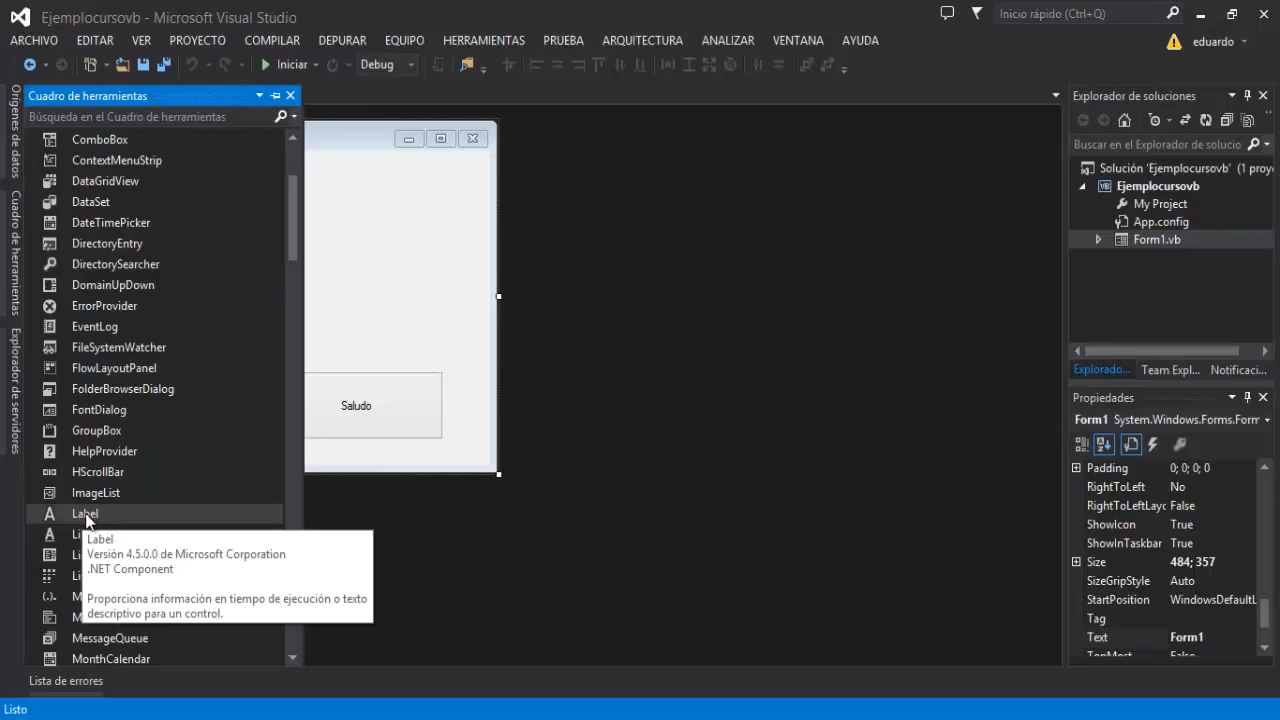 Ejemplocursovb - Microsoft Visual Studio
Inicio rápido (Ctrl+Q)
ARCHIVO EDITAR VER PROYECTO COMPILAR DEPURAR EQUIPO HERRAMIENTAS PRUEBA ARQUITECTURA ANALIZAR VENTANA AYUDA
eduardo
Iniciar
Debug
Orígenes de datos
Cuadro de herramientas
Explorador de servidores
Cuadro de herramientas
Búsqueda en el Cuadro de herramientas
ComboBox
ContextMenuStrip
DataGridView
DataSet
DateTimePicker
DirectoryEntry
DirectorySearcher
DomainUpDown
ErrorProvider
EventLog
FileSystemWatcher
FlowLayoutPanel
FolderBrowserDialog
FontDialog
GroupBox
HelpProvider
HScrollBar
ImageList
Label
Li
Li
Li
M
M
MessageQueue
MonthCalendar
Label
Versión 4.5.0.0 de Microsoft Corporation
.NET Component
Proporciona información en tiempo de ejecución o texto
descriptivo para un control.
Saludo
Explorador de soluciones
Buscar en el Explorador de solucio
Solución 'Ejemplocursovb' (1 proye
Ejemplocursovb
My Project
App.config
Form1.vb
Explorado... Team Expl... Notificaci...
Propiedades
Form1 System.Windows.Forms.Form
Padding 0; 0; 0; 0
RightToLeft No
RightToLeftLayo False
ShowIcon True
ShowInTaskbar True
Size 484; 357
SizeGripStyle Auto
StartPosition WindowsDefaultL
Tag
Text Form1
TopMost False
Lista de errores
Listo